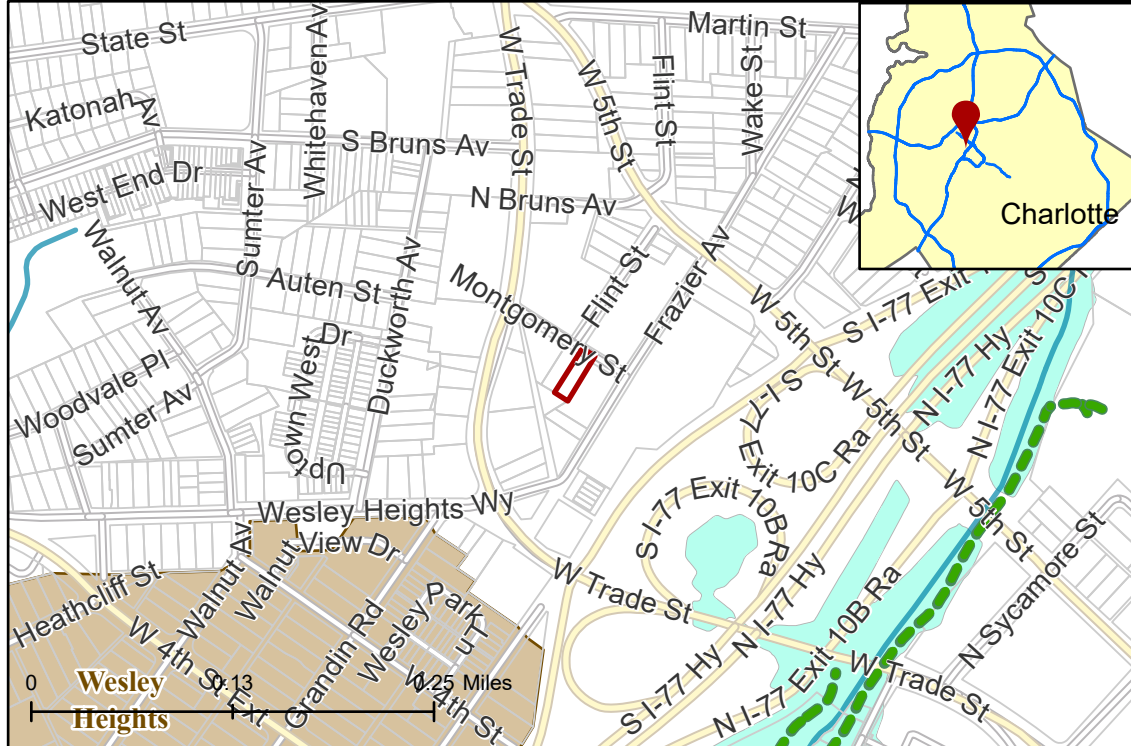 State St
Whitehaven Av
W Trade St
W 5th St
Martin St
Flint St
Wake St
Katonah Av
S Bruns Av
West End Dr
Sumter Av
N Bruns Av
Charlotte
Walnut Av
Auten St
Duckworth Av
Montgomery St
Flint St
Frazier Av
W 5th St
S I-77 Exit
10C
N I-77 Hy
N I-77 Exit
Woodvale Pl
Sumter Av
Uptown West Dr
S I-77 Exit 10C Ra
W 5th St
W 5th St
Wesley Heights Wy
S I-77 Exit 10B Ra
Walnut View Dr
Heathcliff St
Walnut Av
W Trade St
N I-77 Hy
N Sycamore St
Grandin Rd
Wesley Park Ln
W 4th St Ext
W 4th St
S I-77 Hy
N I-77 Exit 10B Ra
W Trade St
Wesley
Heights
0 0.13 0.25 Miles